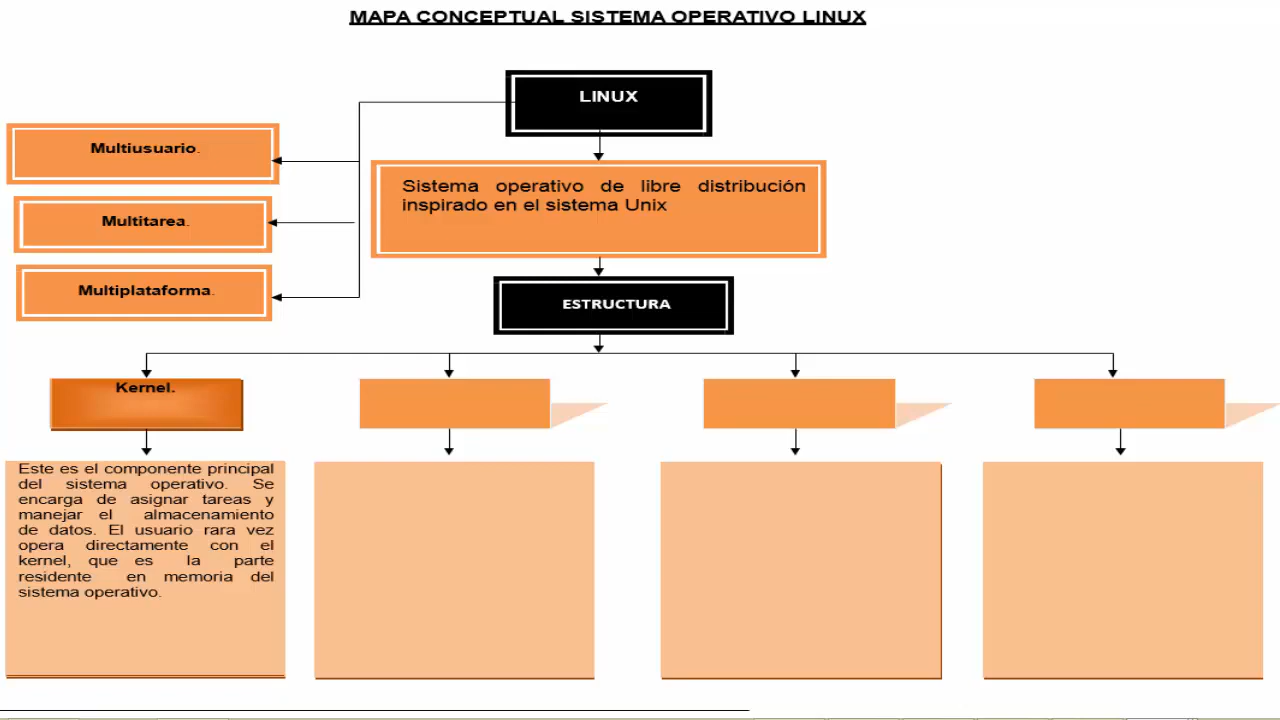 MAPA CONCEPTUAL SISTEMA OPERATIVO LINUX
LINUX
Multiusuario.
Multitarea.
Multiplataforma.
Sistema operativo de libre distribución
inspirado en el sistema Unix
ESTRUCTURA
Kernel.
Este es el componente principal
del sistema operativo. Se
encarga de asignar tareas y
manejar el almacenamiento
de datos. El usuario rara vez
opera directamente con el
kernel, que es la parte
residente en memoria del
sistema operativo.